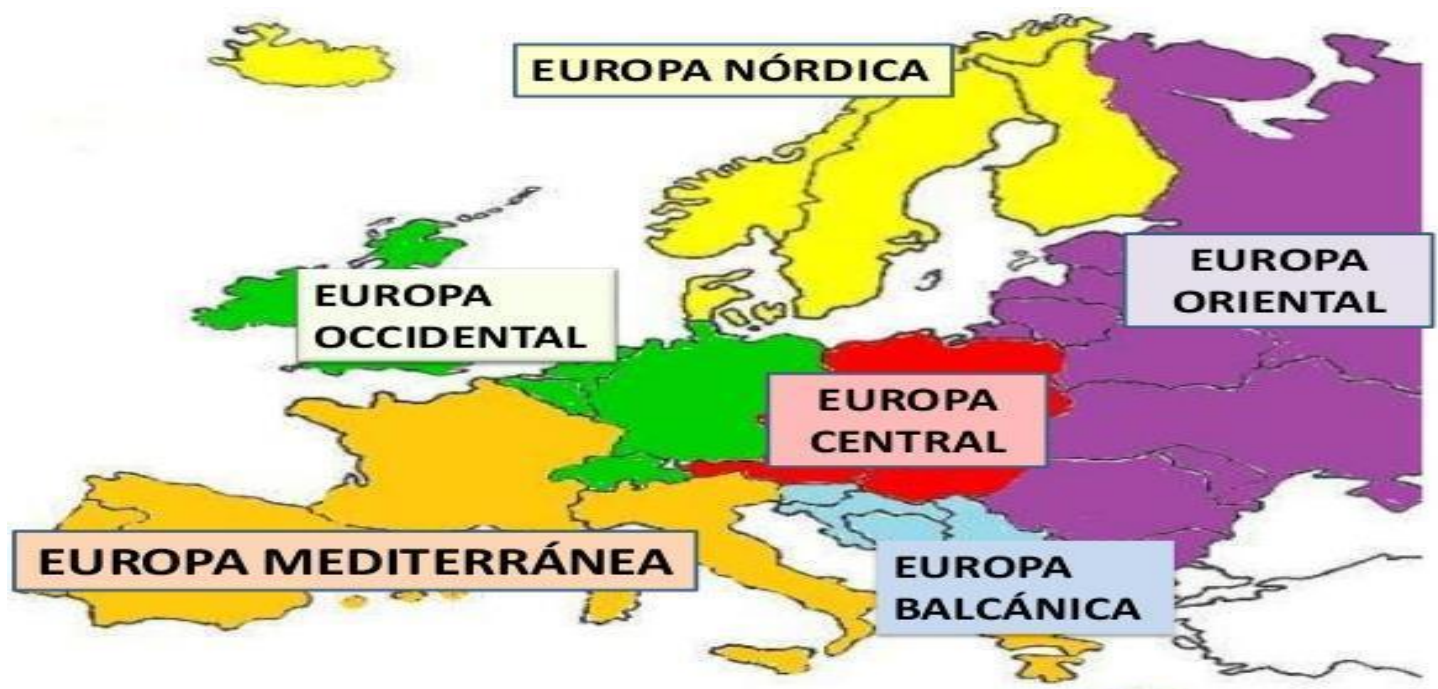 EUROPA NÓRDICA
EUROPA
ORIENTAL
EUROPA
OCCIDENTAL
EUROPA
CENTRAL
EUROPA MEDITERRÁNEA
EUROPA
BALCÁNICA